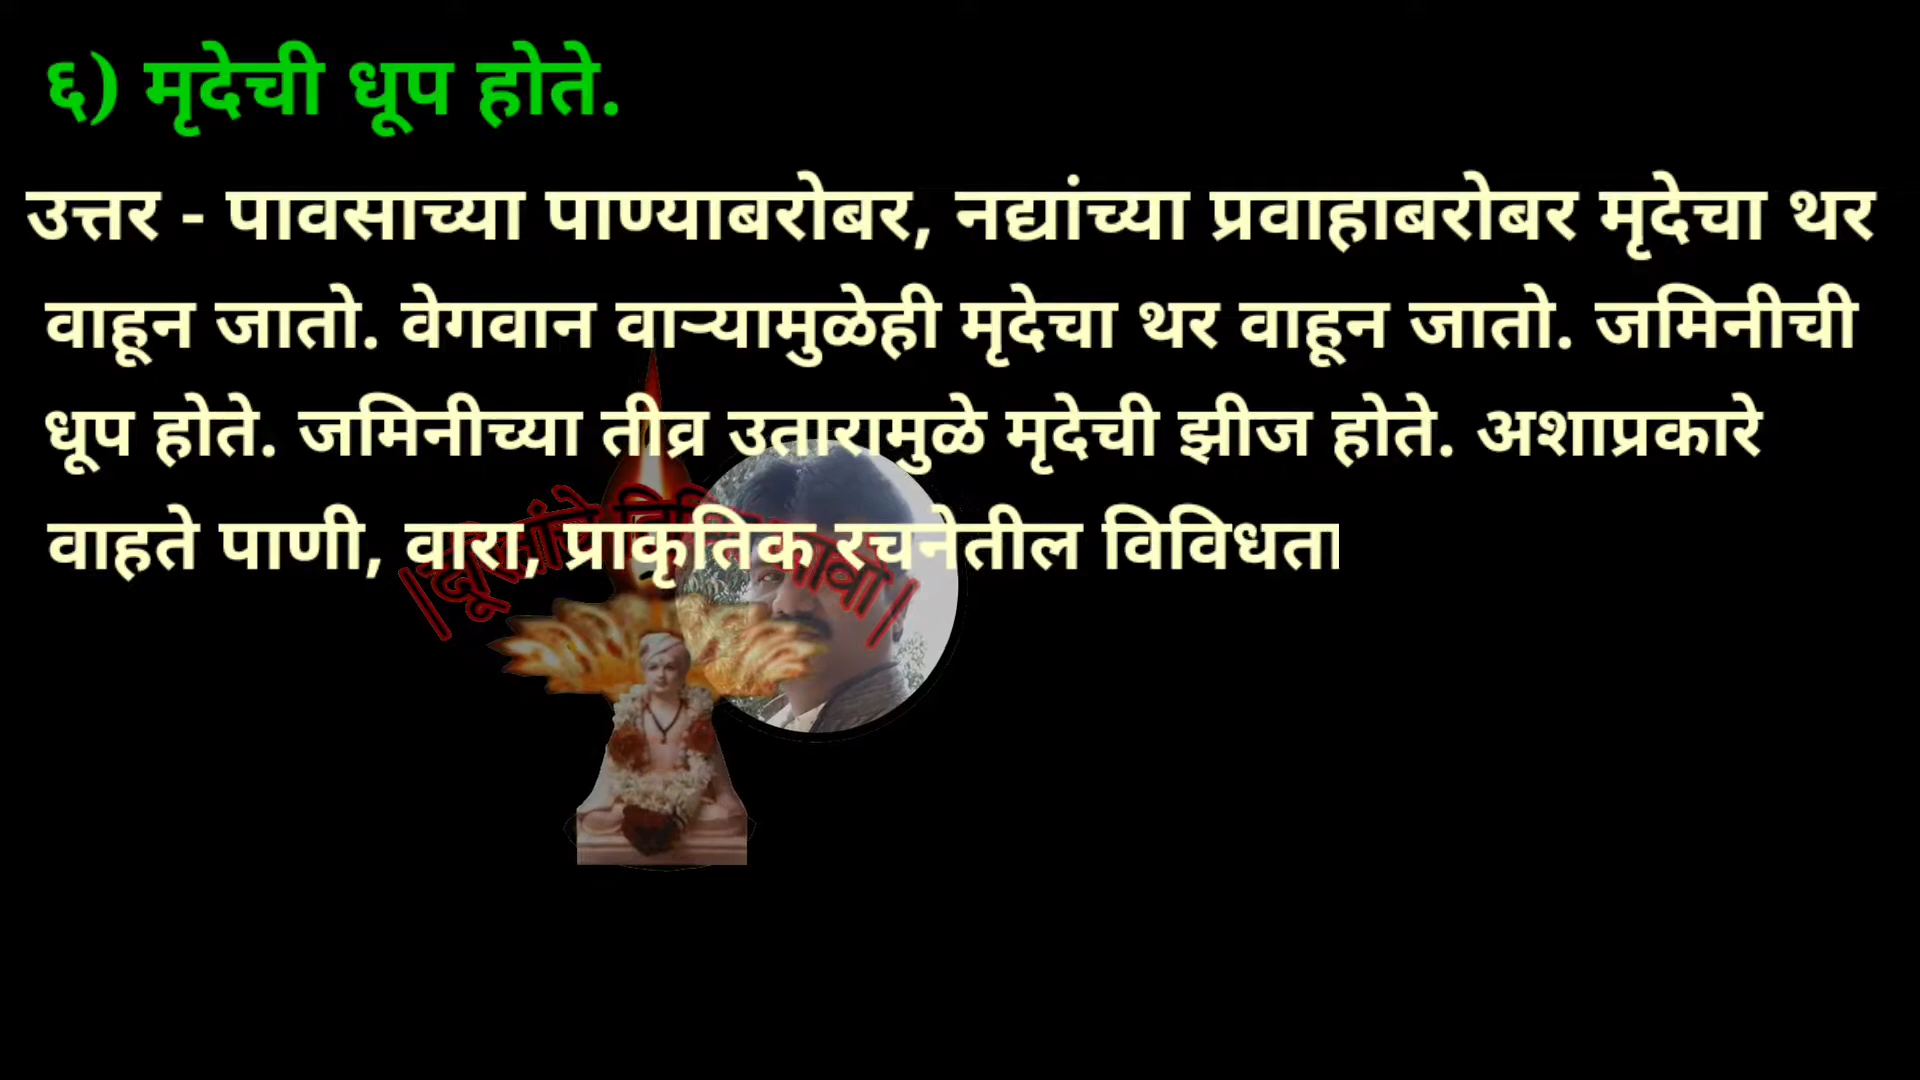 ६) मृदेची धूप होते.
उत्तर - पावसाच्या पाण्याबरोबर, नद्यांच्या प्रवाहाबरोबर मृदेचा थर
वाहून जातो. वेगवान वाऱ्यामुळेही मृदेचा थर वाहून जातो. जमिनीची
धूप होते. जमिनीच्या तीव्र उतारामुळे मृदेची झीज होते. अशाप्रकारे
वाहते पाणी, वारा, प्राकृतिक रचनेतील विविधता